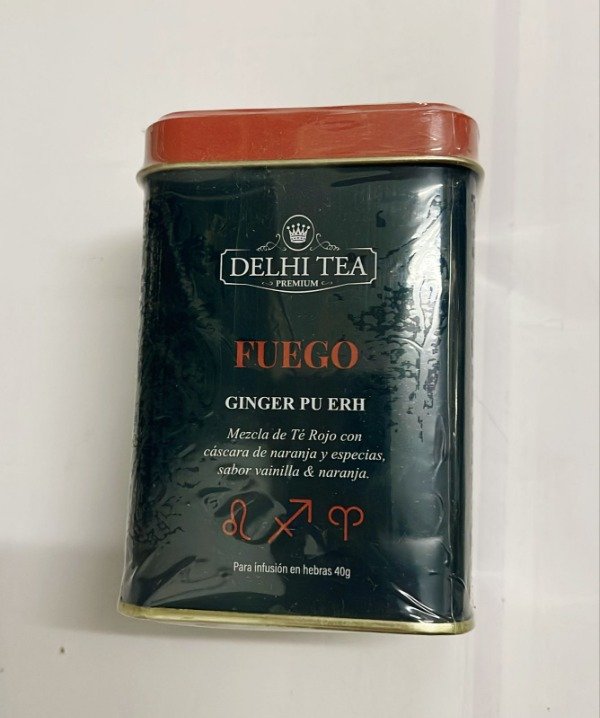 DELHI TEA
PREMIUM
FUEGO
GINGER PU ERH
Mezcla de Té Rojo con
cáscara de naranja y especias,
sabor vainilla & naranja.
Para infusión en hebras 40g